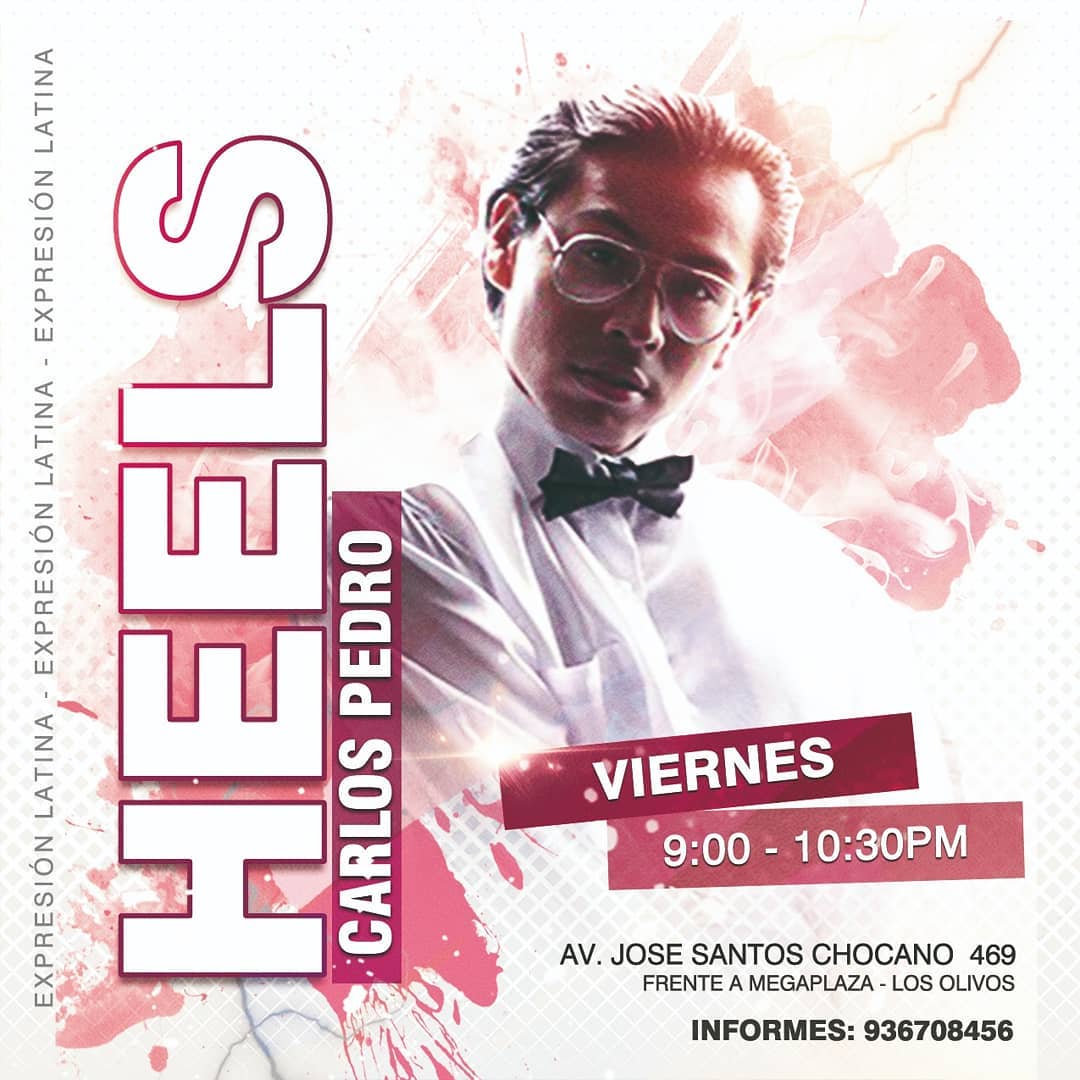 EXPRESIÓN LATINA - EXPRESIÓN LATINA - EXPRESIÓN LATINA
HEELS
CARLOS PEDRO
VIERNES
9:00 - 10:30PM
AV. JOSE SANTOS CHOCANO 469
FRENTE A MEGAPLAZA - LOS OLIVOS
INFORMES: 936708456